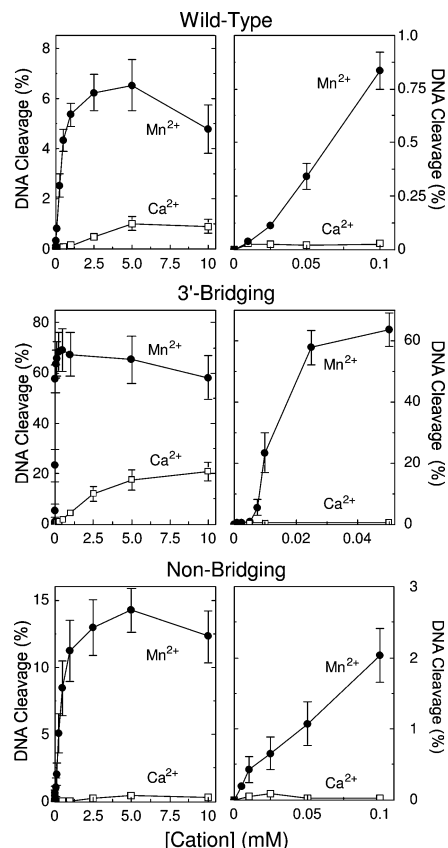 Wild-Type
DNA Cleavage (%)
8
6
4
2
0
Mn2+
Ca2+
0
2.5
5.0
7.5
10
1.0
0.75
0.5
0.25
0
Mn2+
Ca2+
0
0.05
0.1
DNA Cleavage (%)
3'-Bridging
DNA Cleavage (%)
80
60
40
20
0
Mn2+
Ca2+
0
2.5
5.0
7.5
10
60
40
20
0
Mn2+
Ca2+
0
0.02
0.04
DNA Cleavage (%)
Non-Bridging
DNA Cleavage (%)
15
10
5
0
Mn2+
Ca2+
0
2.5
5.0
7.5
10
3
2
1
0
Mn2+
Ca2+
0
0.05
0.1
DNA Cleavage (%)
[Cation] (mM)